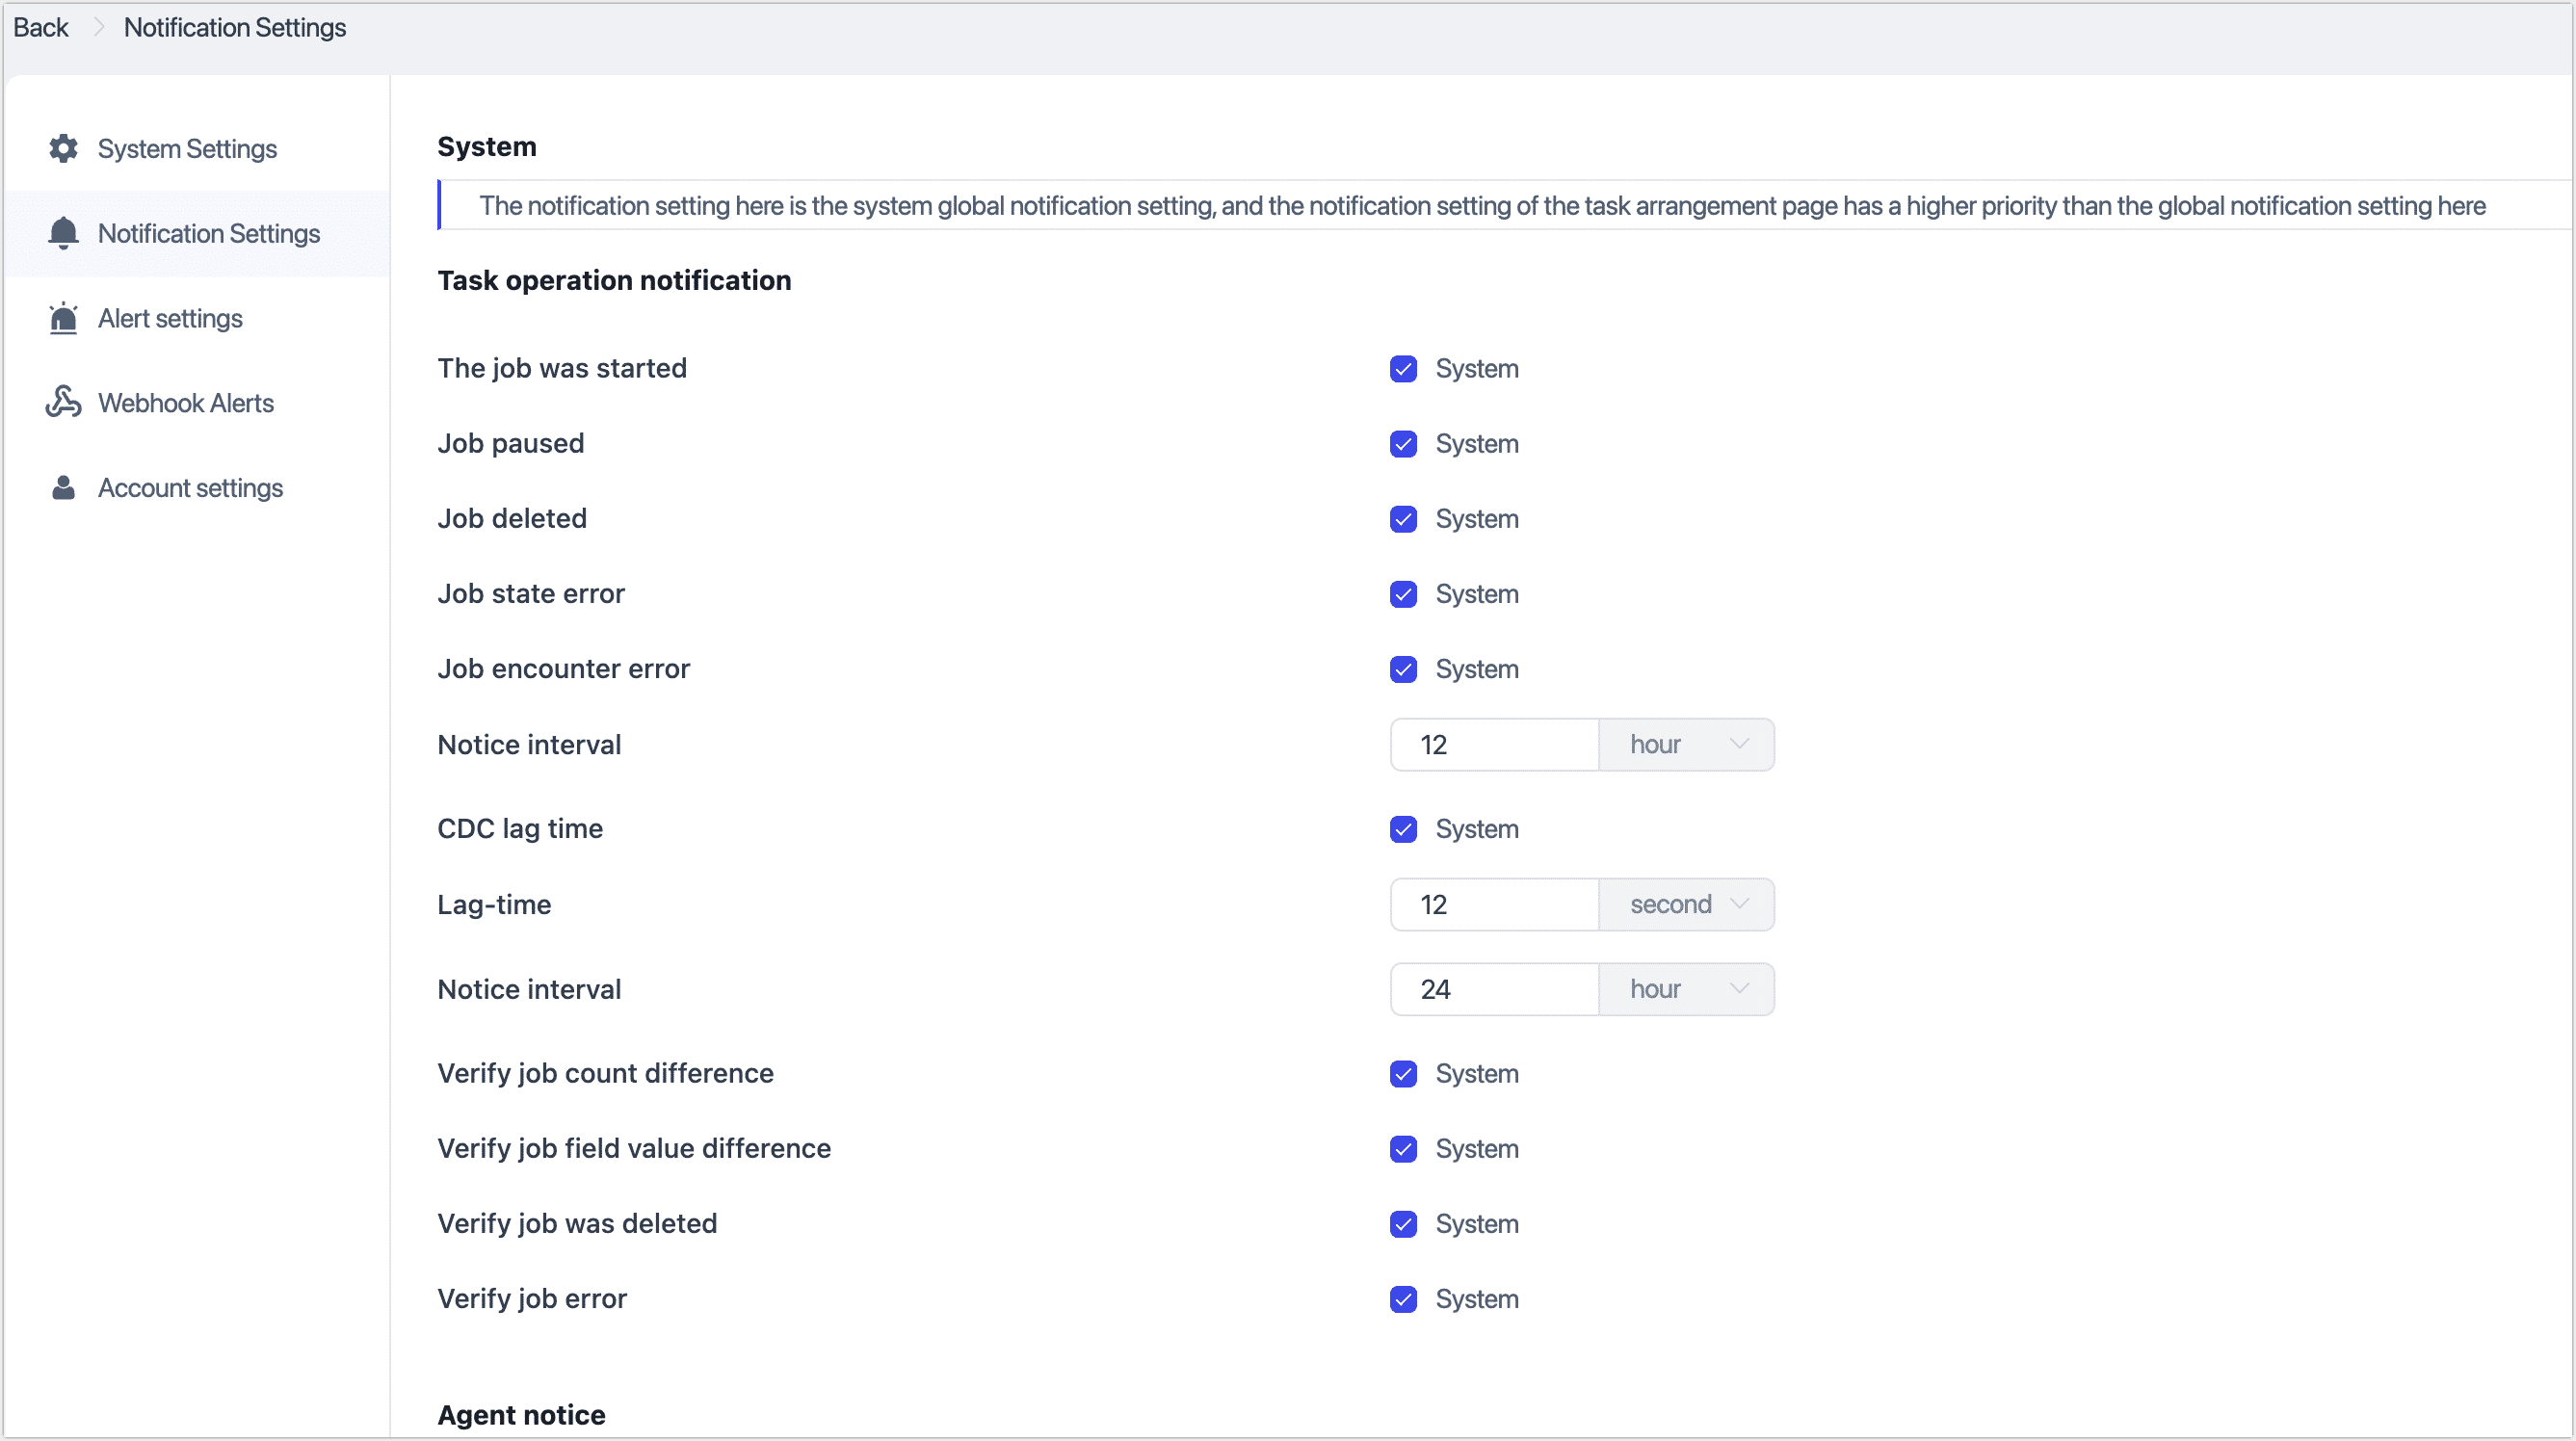 Back > Notification Settings
System Settings
Notification Settings
Alert settings
Webhook Alerts
Account settings
System
The notification setting here is the system global notification setting, and the notification setting of the task arrangement page has a higher priority than the global notification setting here
Task operation notification
The job was started System
Job paused System
Job deleted System
Job state error System
Job encounter error System
Notice interval 12 hour
CDC lag time System
Lag-time 12 second
Notice interval 24 hour
Verify job count difference System
Verify job field value difference System
Verify job was deleted System
Verify job error System
Agent notice